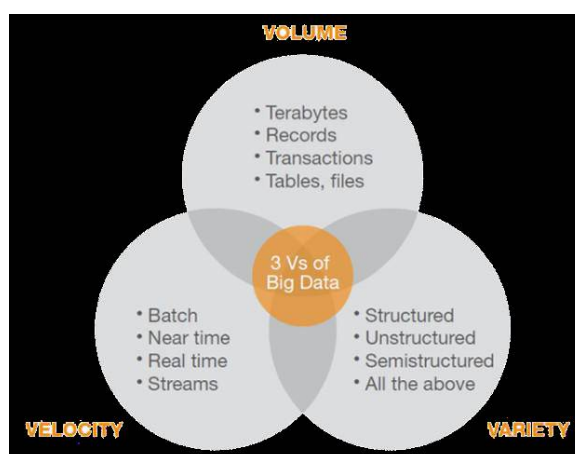 VOLUME
• Terabytes
• Records
• Transactions
• Tables, files
3 Vs of
Big Data
• Batch
• Near time
• Real time
• Streams
• Structured
• Unstructured
• Semistructured
• All the above
VELOCITY
VARIETY